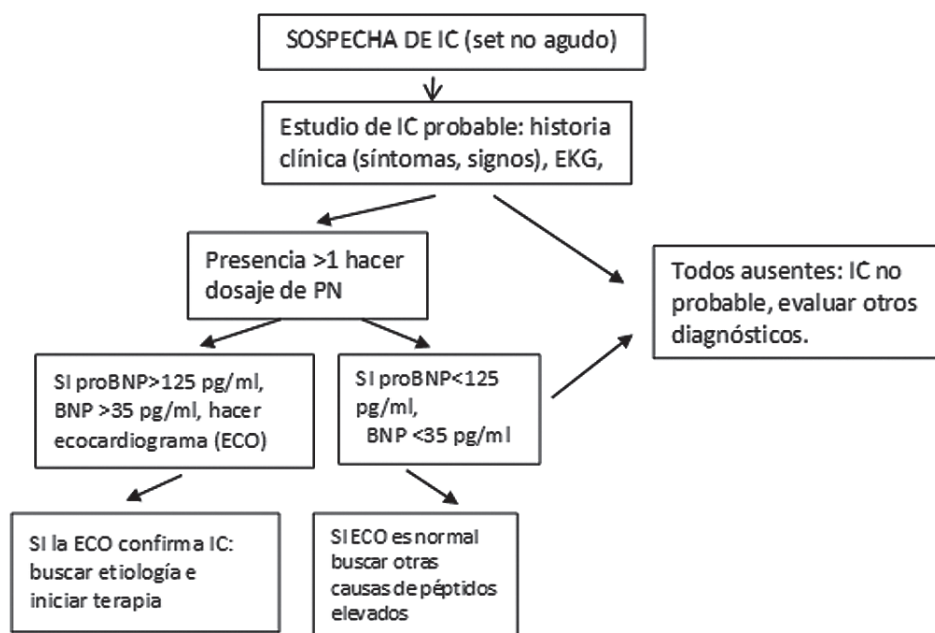 SOSPECHA DE IC (set no agudo)
Estudio de IC probable: historia
clínica (síntomas, signos), EKG,
Presencia >1 hacer
dosaje de PN
Todos ausentes: IC no
probable, evaluar otros
diagnósticos.
SI proBNP>125 pg/ml,
BNP >35 pg/ml, hacer
ecocardiograma (ECO)
SI proBNP<125
pg/ml,
BNP <35 pg/ml
SI la ECO confirma IC:
buscar etiología e
iniciar terapia
SI ECO es normal
buscar otras
causas de péptidos
elevados